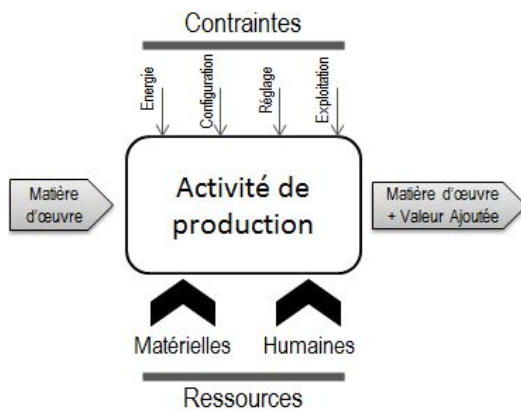 Contraintes
Energie
Configuration
Réglage
Exploitation
Matière
d'œuvre
Activité de
production
Matière d'œuvre
+ Valeur Ajoutée
Matérielles
Humaines
Ressources